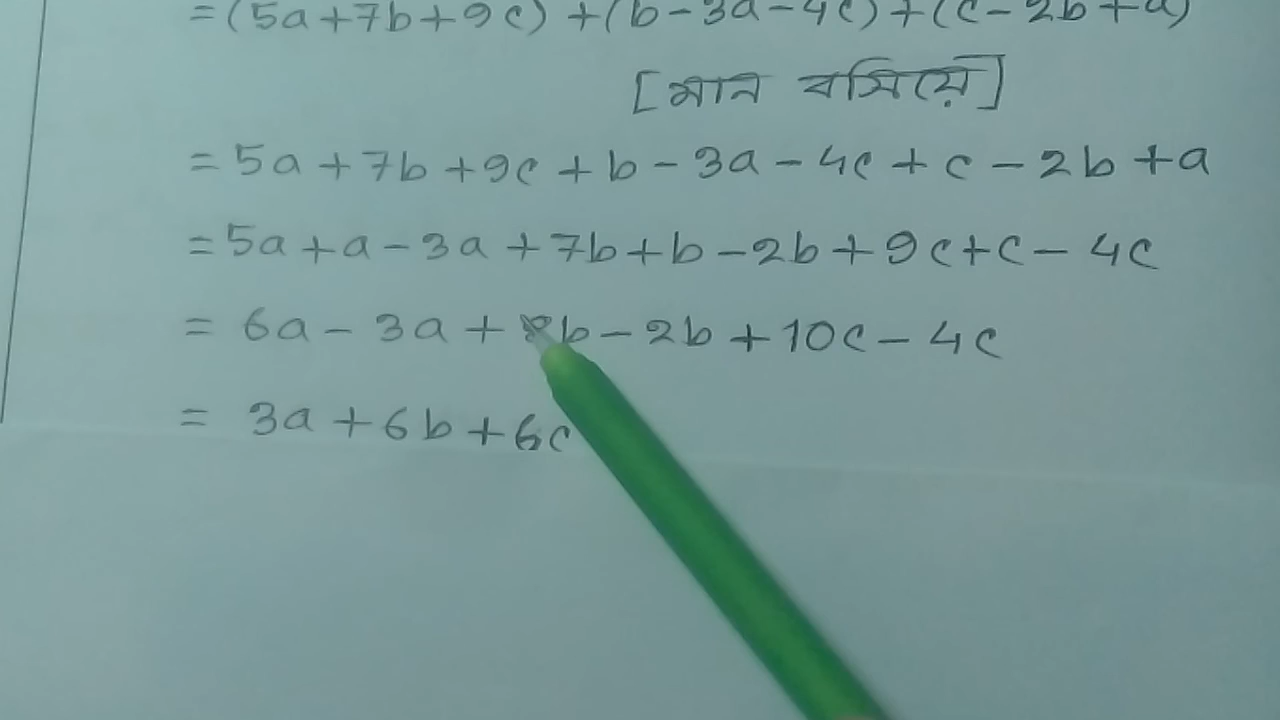 =(5a+7b+9c)+(b-3a-4c)+(c-2b+a)
[মান বসিয়ে]
=5a+7b+9c+b-3a-4c+c-2b+a
=5a+a-3a+7b+b-2b+9c+c-4c
=6a-3a+8b-2b+10c-4c
=3a+6b+6c